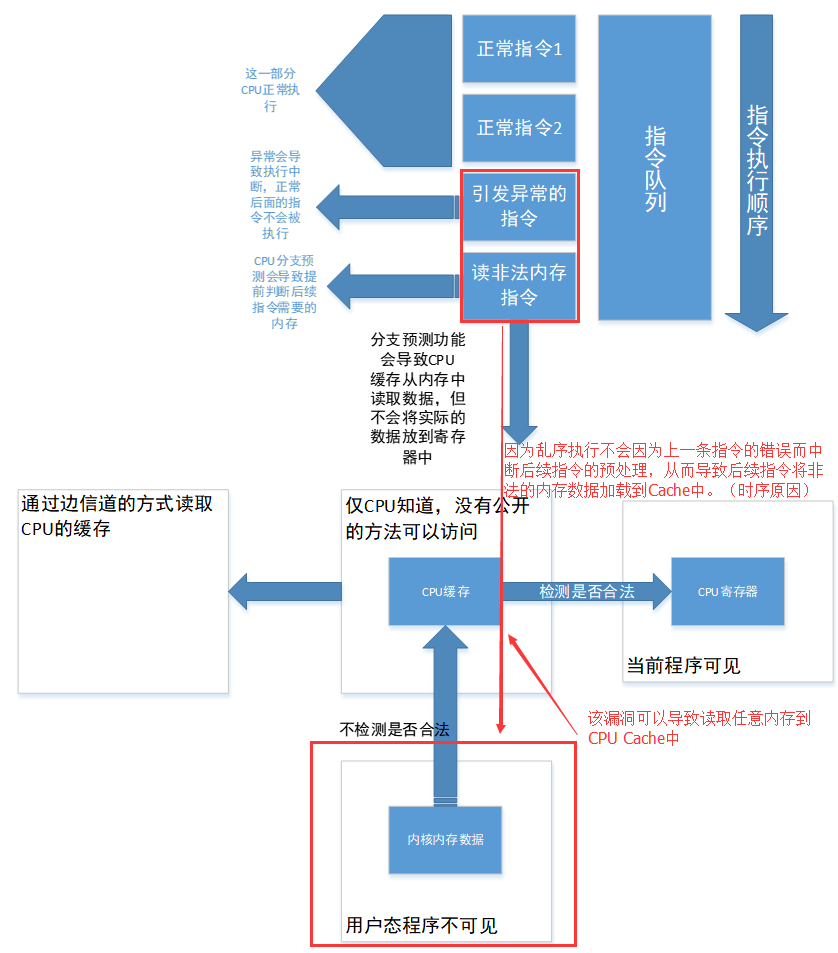 正常指令1
这一部分
CPU正常执
行
正常指令2
指令队列
指令执行顺序
异常会导
致执行中
断，正常
后面的指
令不会被
执行
引发异常的
指令
CPU分支预
测会导致提
前判断后续
指令需要的
内存
读非法内存
指令
分支预测功能
会导致CPU
缓存从内存中
读取数据，但
不会将实际的
数据放到寄存
器中
因为乱序执行不会因为上一条指令的错误而中
断后续指令的预处理，从而导致后续指令将非
法的内存数据加载到Cache中。（时序原因）
通过边信道的方式读取
CPU的缓存
仅CPU知道，没有公开
的方法可以访问
CPU缓存
检测是否合法
CPU寄存器
当前程序可见
不检测是否合法
该漏洞可以导致读取任意内存到
CPU Cache中
内核内存数据
用户态程序不可见